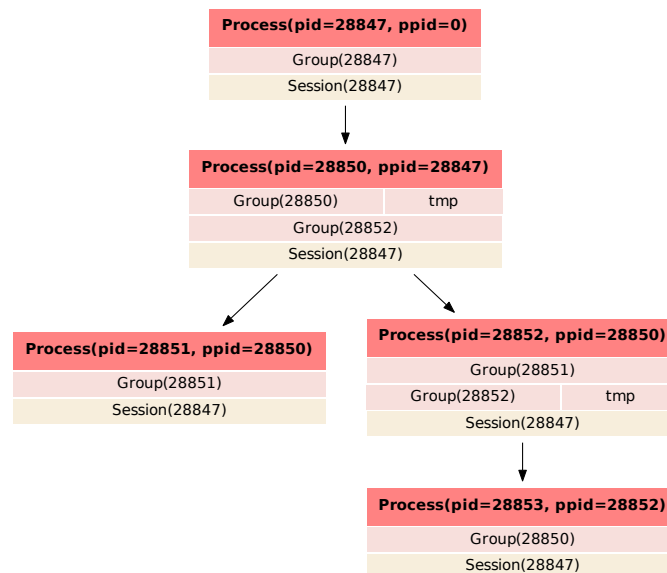 Process(pid=28847, ppid=0)
Group(28847)
Session(28847)
Process(pid=28850, ppid=28847)
Group(28850) tmp
Group(28852)
Session(28847)
Process(pid=28851, ppid=28850)
Group(28851)
Session(28847)
Process(pid=28852, ppid=28850)
Group(28851)
Group(28852) tmp
Session(28847)
Process(pid=28853, ppid=28852)
Group(28850)
Session(28847)